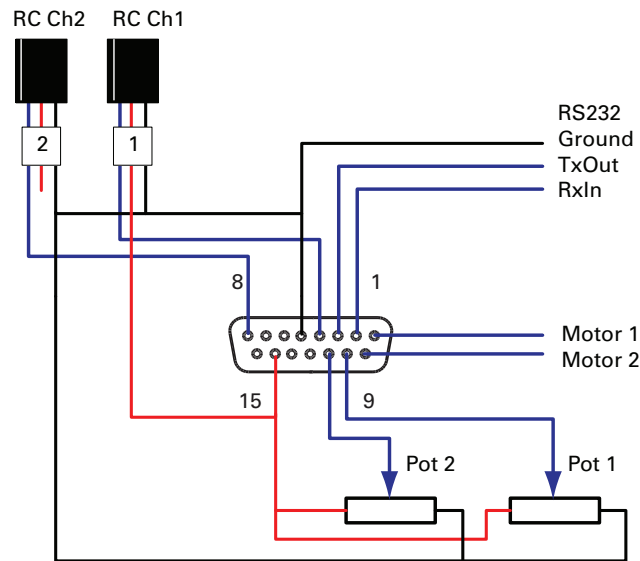 RC Ch2 RC Ch1
2 1
RS232
Ground
TxOut
RxIn
8 1
Motor 1
Motor 2
15 9
Pot 2 Pot 1